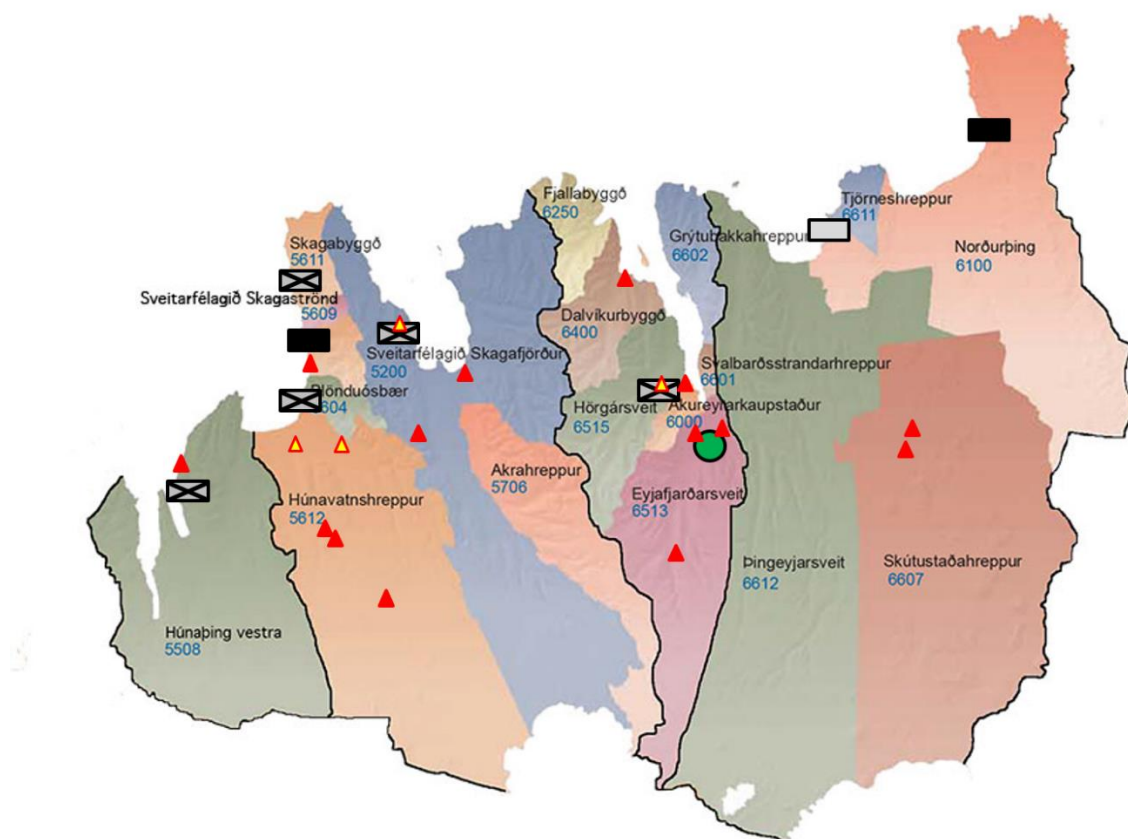 Fjallabyggð
6250
Tjörneshreppur
6611
Skagabyggð
5611
Grýtubakkahreppur
6602
Norðurþing
6100
Sveitarfélagið Skagaströnd
5609
Dalvíkurbyggð
6400
Sveitarfélagið Skagafjörður
5200
Svalbarðsstrandarhreppur
6601
Blönduósbær
604
Hörgársveit
6515
Akureyrarkaupstaður
6000
Akrahreppur
5706
Eyjafjarðarsveit
6513
Húnavatnshreppur
5612
Þingeyjarsveit
6612
Skútustaðahreppur
6607
Húnaþing vestra
5508